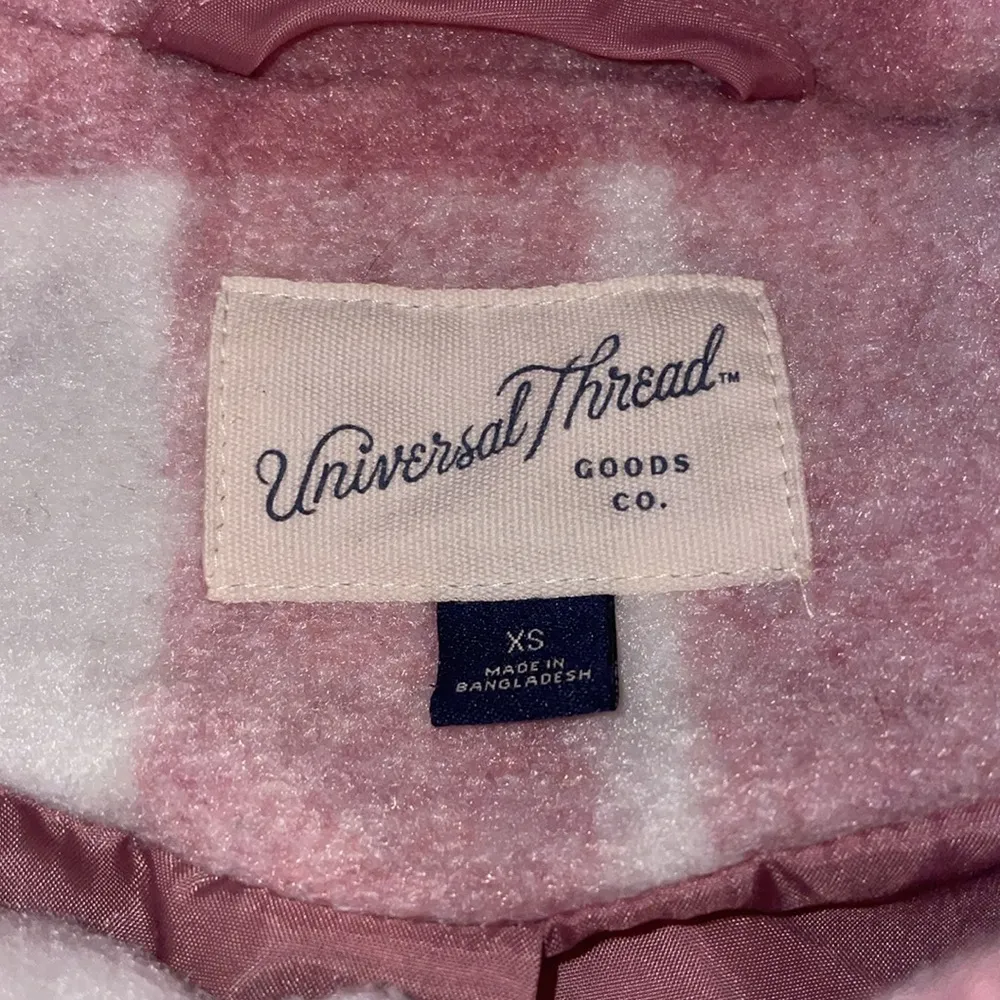 Universal Thread™
GOODS
CO.
XS
MADE IN
BANGLADESH